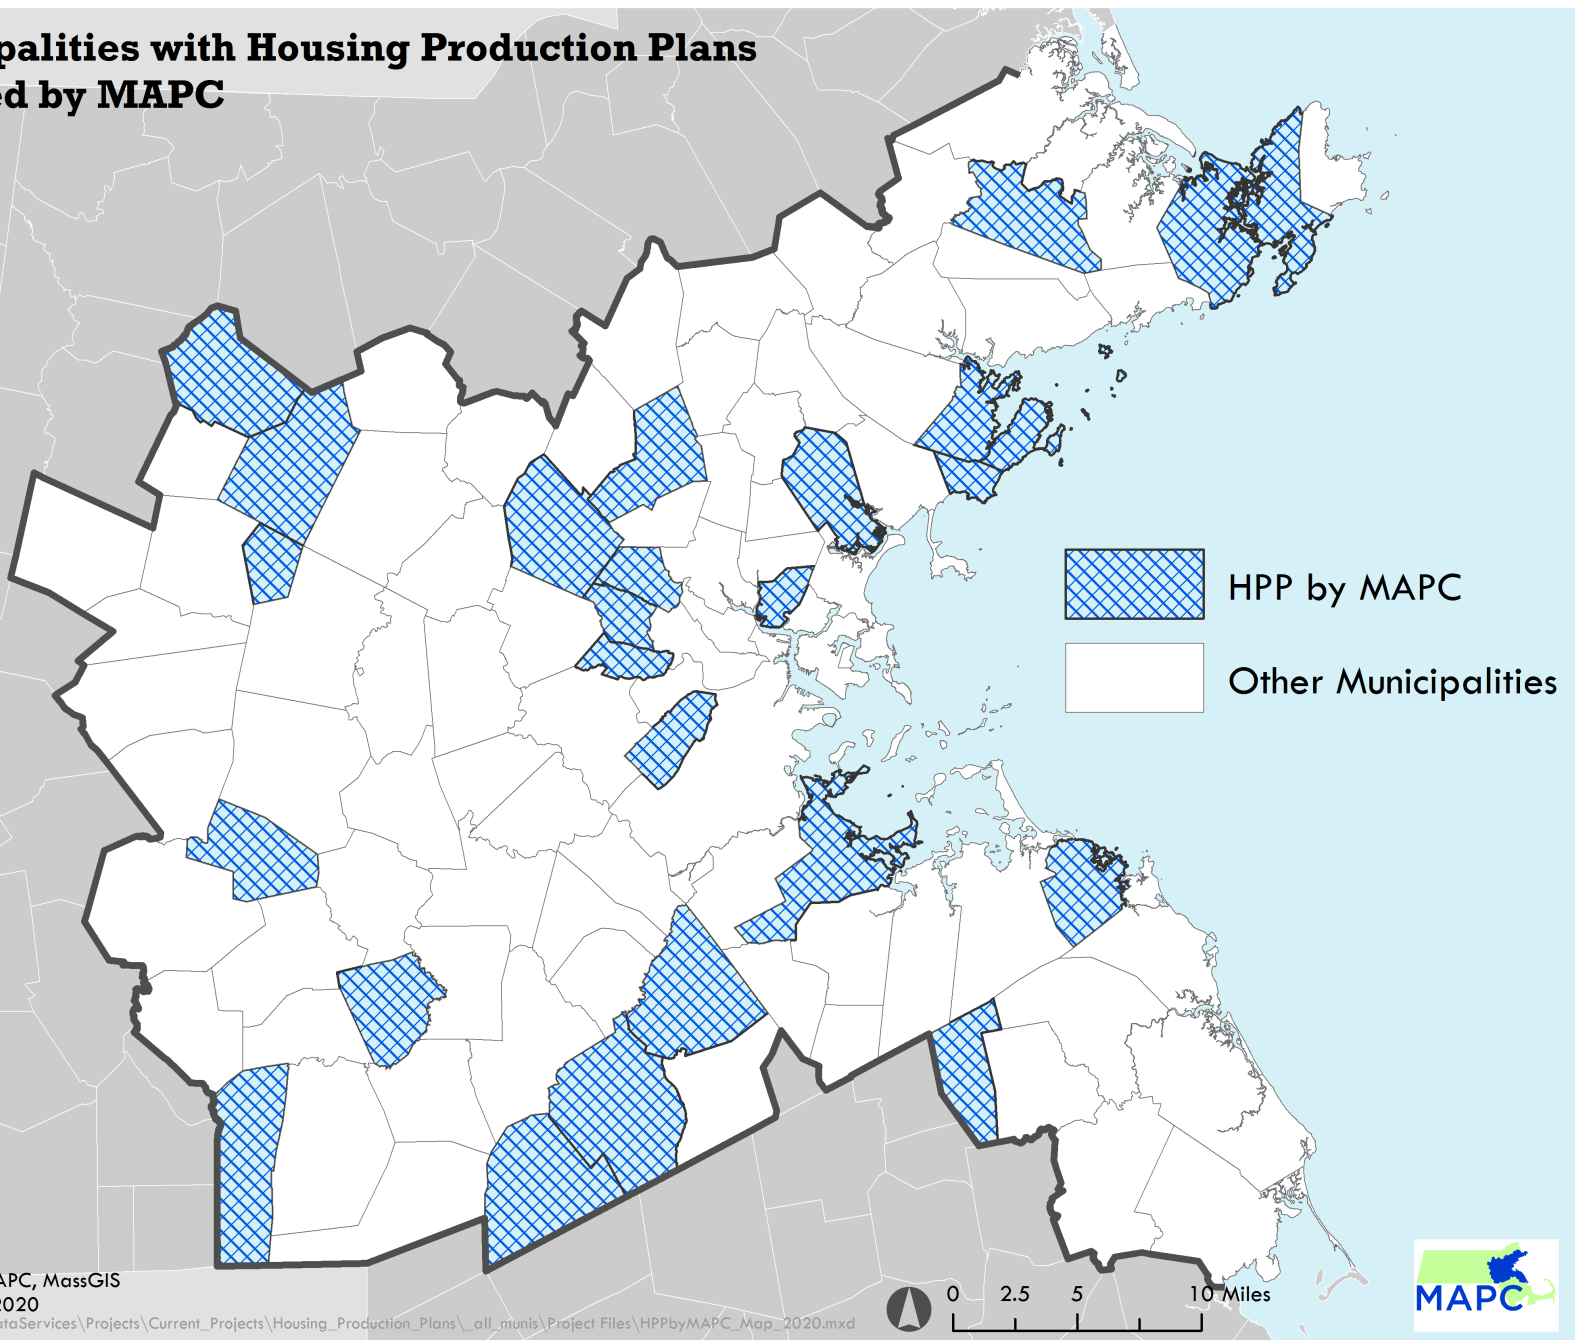 palities with Housing Production Plans
ed by MAPC
HPP by MAPC
Other Municipalities
APC, MassGIS
2020
ataServices\Projects\Current_Projects\Housing_Production_Plans\_all_munis\Project Files\HPPbyMAPC_Map_2020.mxd
0 2.5 5 10 Miles
MAPC